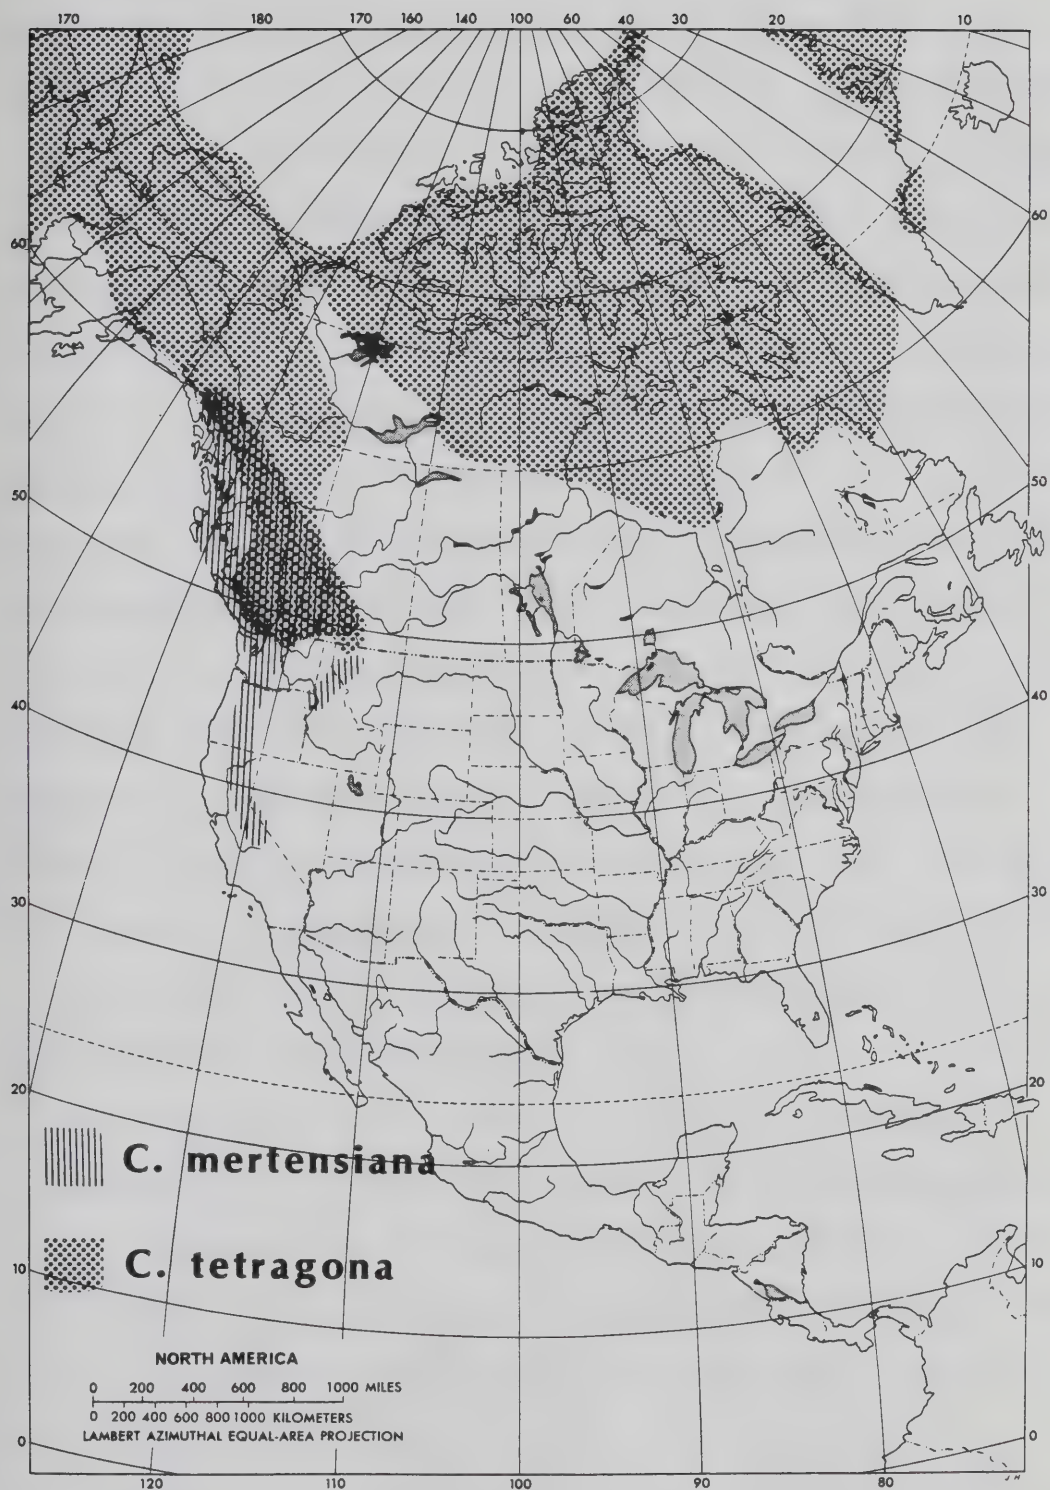 170 180 170 160 140 100 60 40 30 20 10
60 60
50 50
40 40
30 30
20 20
C. mertensiana
C. tetragona
10 10
NORTH AMERICA
0 200 400 600 800 1000 MILES
0 200 400 600 800 1000 KILOMETERS
LAMBERT AZIMUTHAL EQUAL-AREA PROJECTION
0 0
J H
120 110 100 90 80